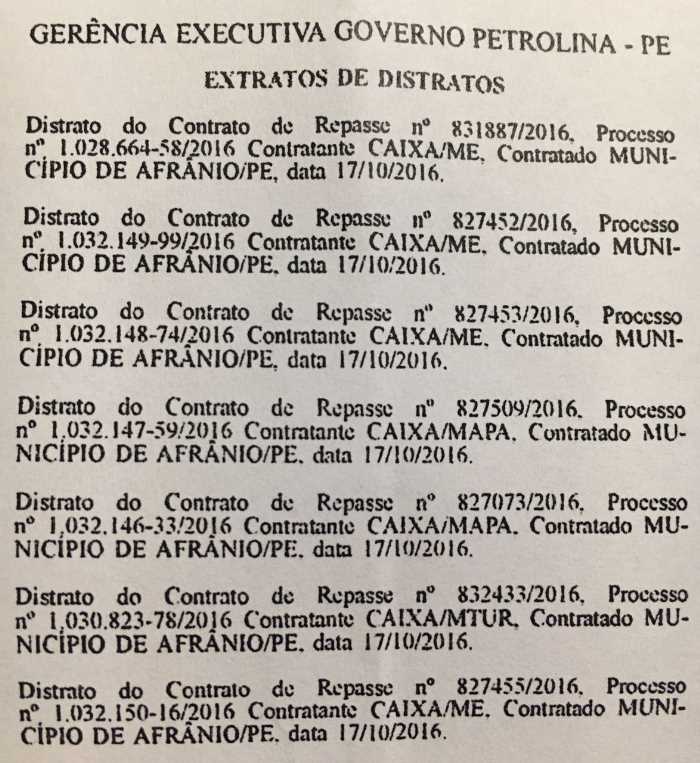 GERÊNCIA EXECUTIVA GOVERNO PETROLINA - PE
EXTRATOS DE DISTRATOS
Distrato do Contrato de Repasse nº 831887/2016, Processo
nº 1.028.664-58/2016 Contratante CAIXA/ME, Contratado MUNI-
CÍPIO DE AFRÂNIO/PE, data 17/10/2016.
Distrato do Contrato de Repasse nº 827452/2016, Processo
nº 1.032.149-99/2016 Contratante CAIXA/ME, Contratado MUNI-
CÍPIO DE AFRÂNIO/PE, data 17/10/2016.
Distrato do Contrato de Repasse nº 827453/2016, Processo
nº 1.032.148-74/2016 Contratante CAIXA/ME, Contratado MUNI-
CÍPIO DE AFRÂNIO/PE, data 17/10/2016.
Distrato do Contrato de Repasse nº 827509/2016, Processo
nº 1.032.147-59/2016 Contratante CAIXA/MAPA, Contratado MU-
NICÍPIO DE AFRÂNIO/PE, data 17/10/2016.
Distrato do Contrato de Repasse nº 827073/2016, Processo
nº 1.032.146-33/2016 Contratante CAIXA/MAPA, Contratado MU-
NICÍPIO DE AFRÂNIO/PE, data 17/10/2016.
Distrato do Contrato de Repasse nº 832433/2016, Processo
nº 1.030.823-78/2016 Contratante CAIXA/MTUR, Contratado MU-
NICÍPIO DE AFRÂNIO/PE, data 17/10/2016.
Distrato do Contrato de Repasse nº 827455/2016, Processo
nº 1.032.150-16/2016 Contratante CAIXA/ME, Contratado MUNI-
CÍPIO DE AFRÂNIO/PE, data 17/10/2016.